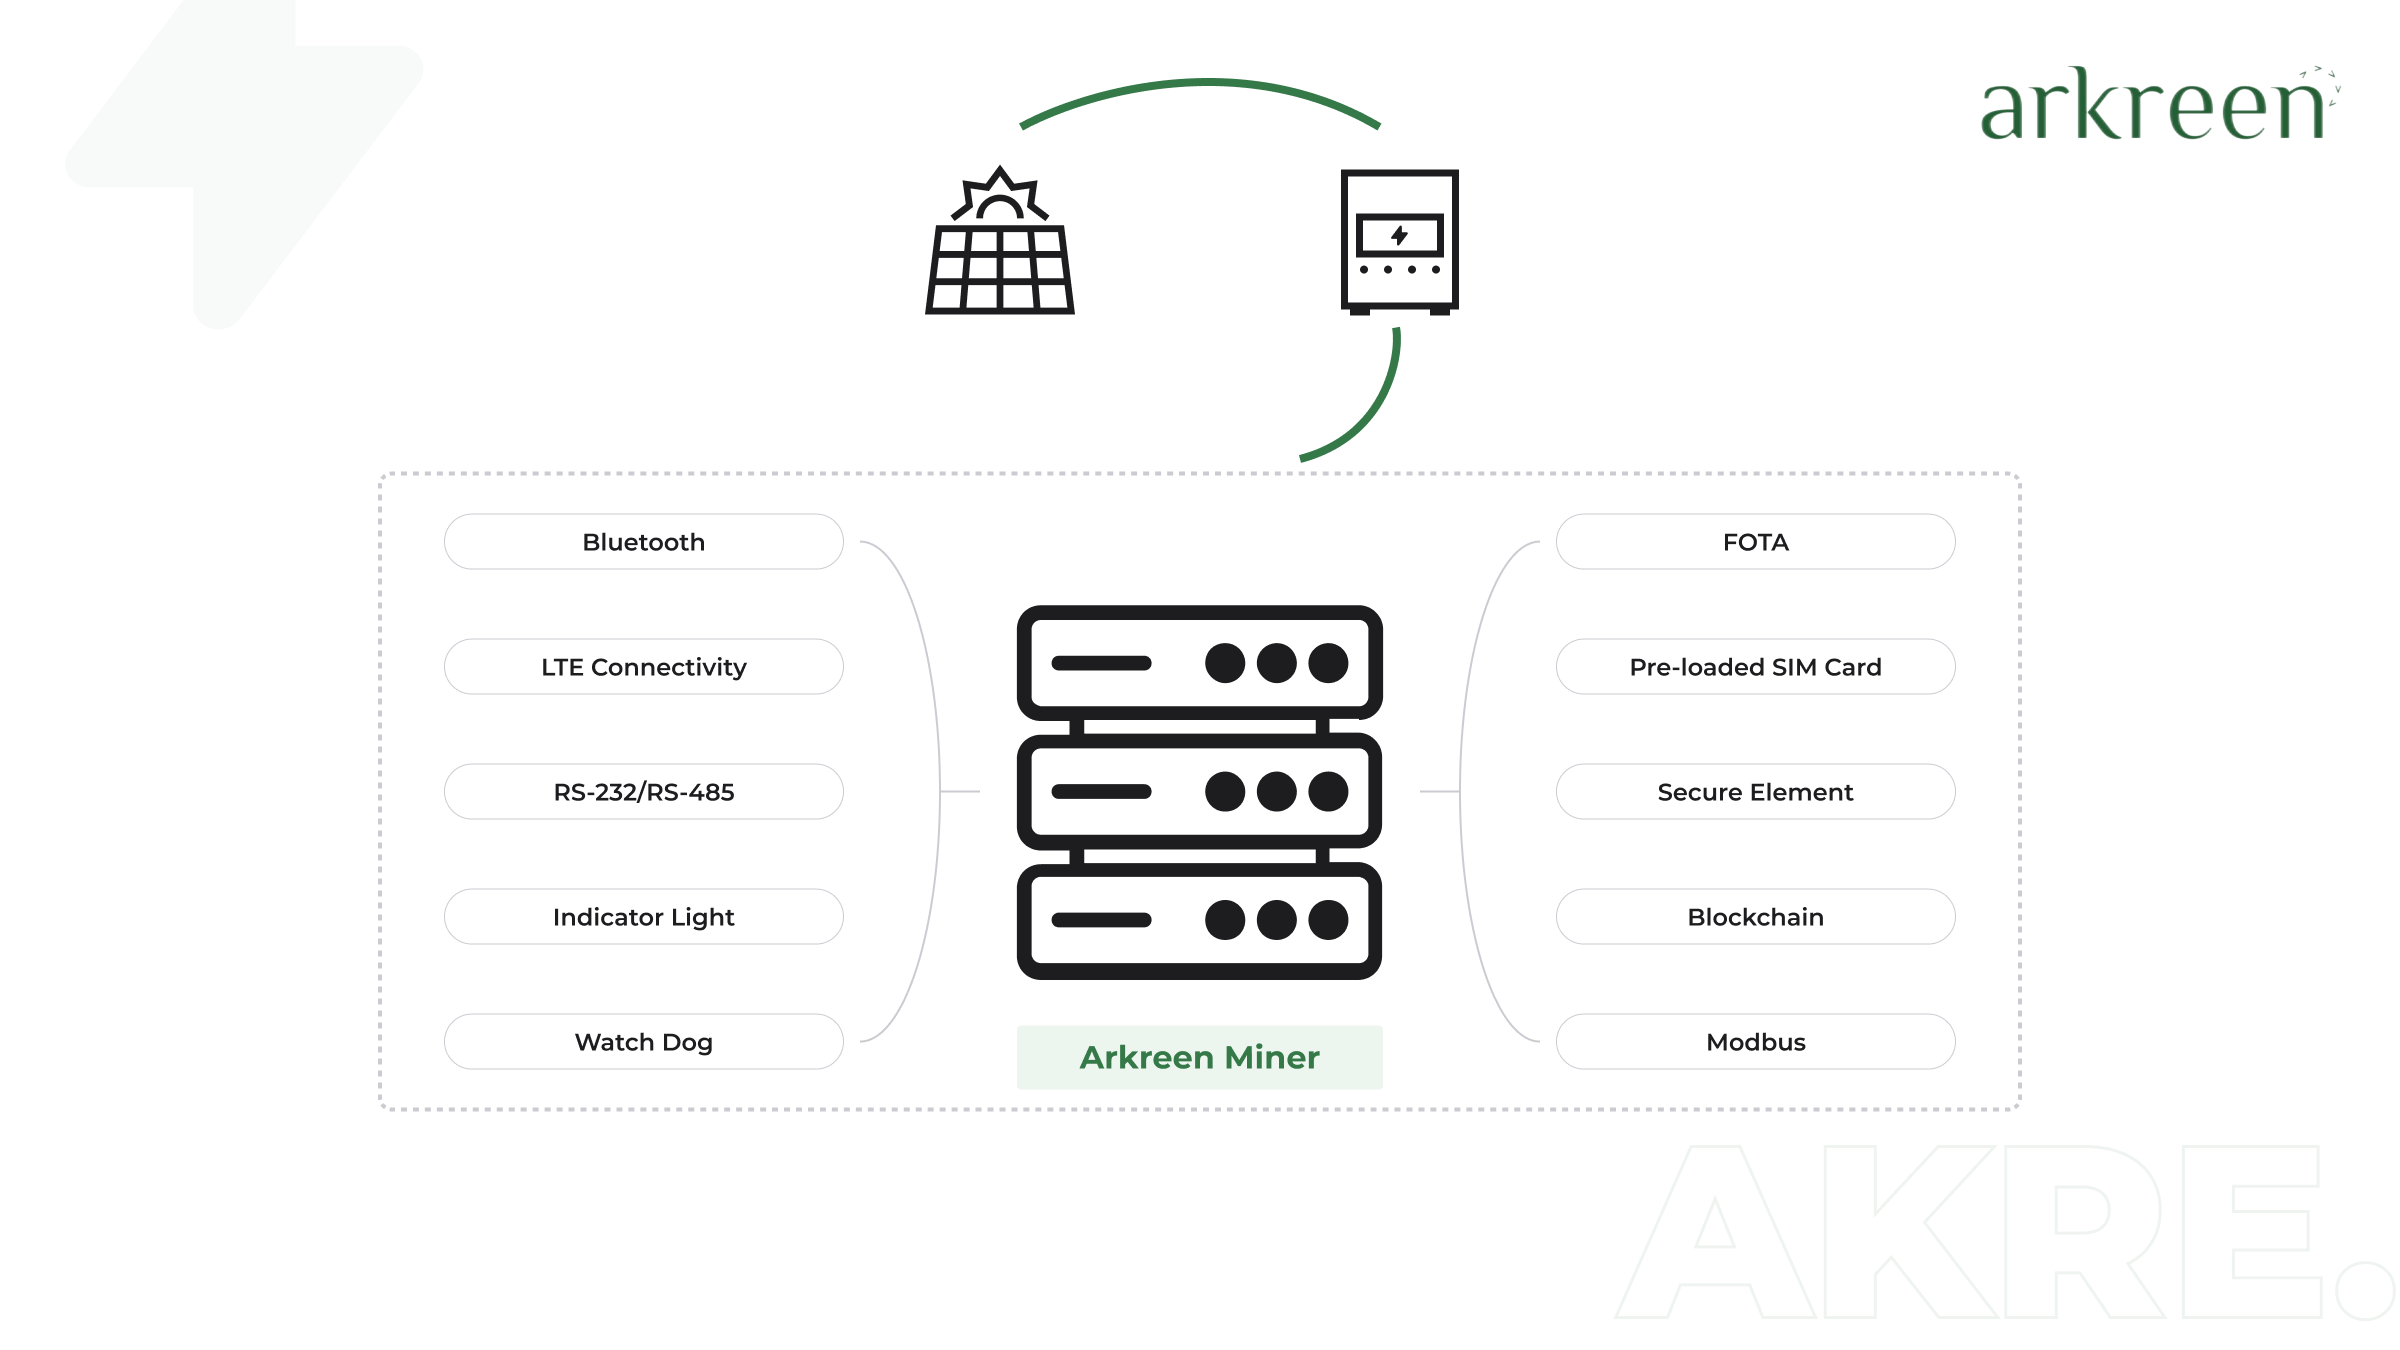 arkreen
Bluetooth
LTE Connectivity
RS-232/RS-485
Indicator Light
Watch Dog
FOTA
Pre-loaded SIM Card
Secure Element
Blockchain
Modbus
Arkreen Miner
AKRE.